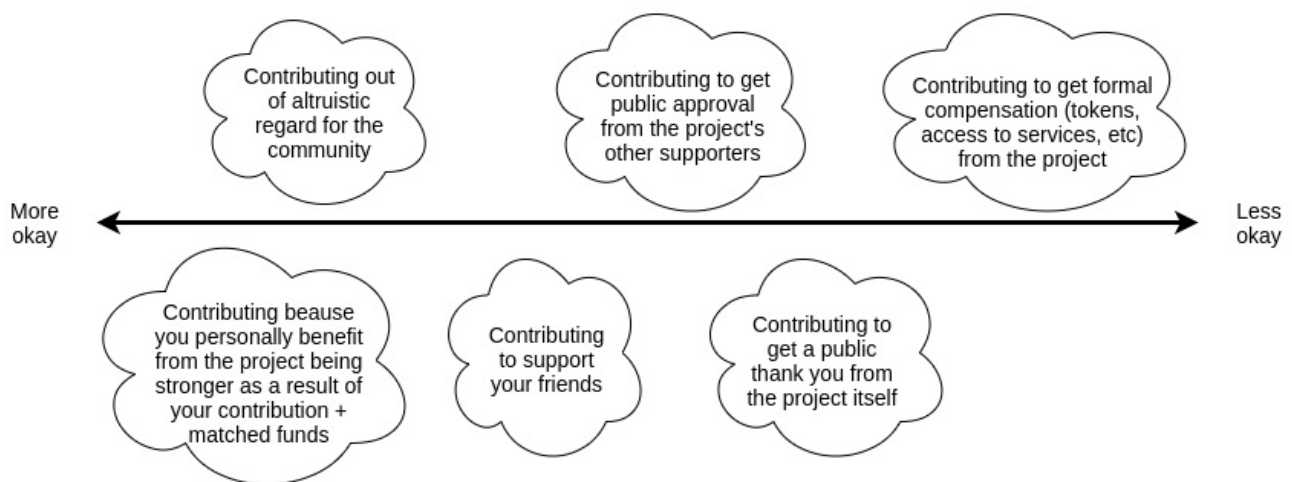 Contributing out
of altruistic
regard for the
community
Contributing to get
public approval
from the project's
other supporters
Contributing to get formal
compensation (tokens,
access to services, etc)
from the project
More
okay
Less
okay
Contributing beause
you personally benefit
from the project being
stronger as a result of
your contribution +
matched funds
Contributing
to support
your friends
Contributing to
get a public
thank you from
the project itself